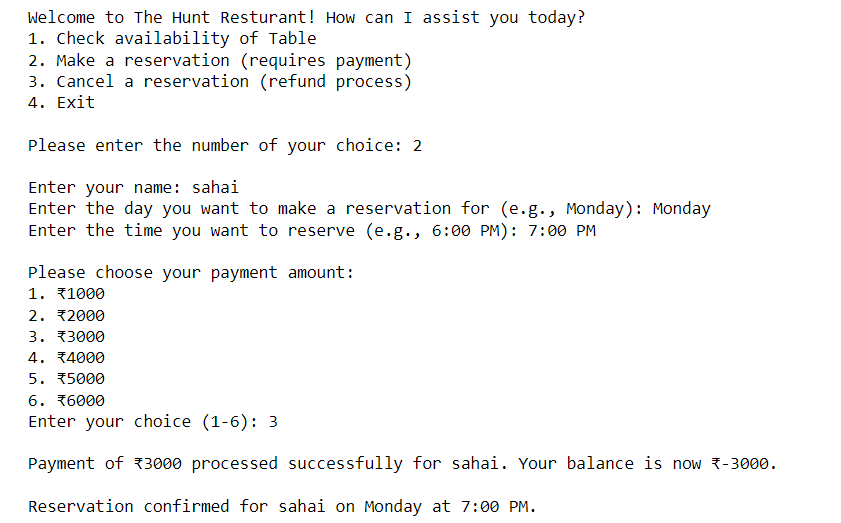 Welcome to The Hunt Resturant! How can I assist you today?
1. Check availability of Table
2. Make a reservation (requires payment)
3. Cancel a reservation (refund process)
4. Exit
Please enter the number of your choice: 2
Enter your name: sahai
Enter the day you want to make a reservation for (e.g., Monday): Monday
Enter the time you want to reserve (e.g., 6:00 PM): 7:00 PM
Please choose your payment amount:
1. ₹1000
2. ₹2000
3. ₹3000
4. ₹4000
5. ₹5000
6. ₹6000
Enter your choice (1-6): 3
Payment of ₹3000 processed successfully for sahai. Your balance is now ₹-3000.
Reservation confirmed for sahai on Monday at 7:00 PM.